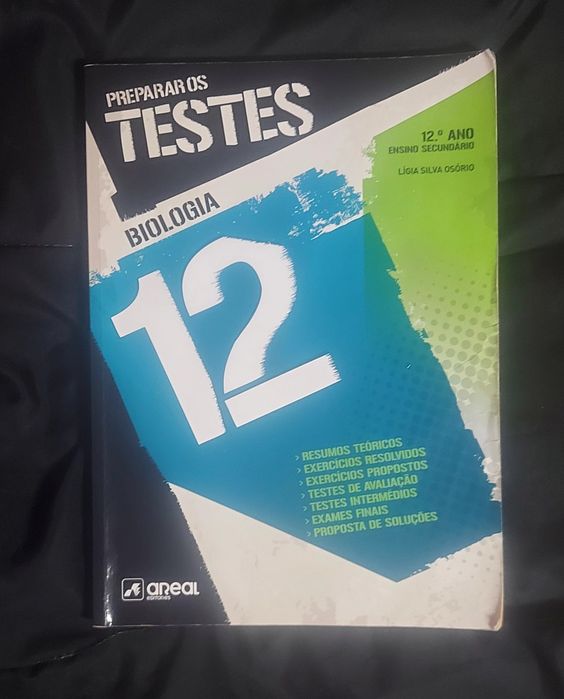 PREPARAR OS
TESTES
12.º ANO
ENSINO SECUNDÁRIO
LÍGIA SILVA OSÓRIO
BIOLOGIA
12
› RESUMOS TEÓRICOS
› EXERCÍCIOS RESOLVIDOS
› EXERCÍCIOS PROPOSTOS
› TESTES DE AVALIAÇÃO
› TESTES INTERMÉDIOS
› EXAMES FINAIS
› PROPOSTA DE SOLUÇÕES
areal
editores